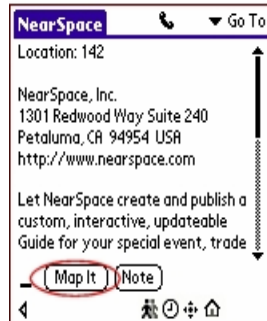 NearSpace
Go To
Location: 142
NearSpace, Inc.
1301 Redwood Way Suite 240
Petaluma, CA 94954 USA
http://www.nearspace.com
Let NearSpace create and publish a
custom, interactive, updateable
Guide for your special event, trade
Map It
Note